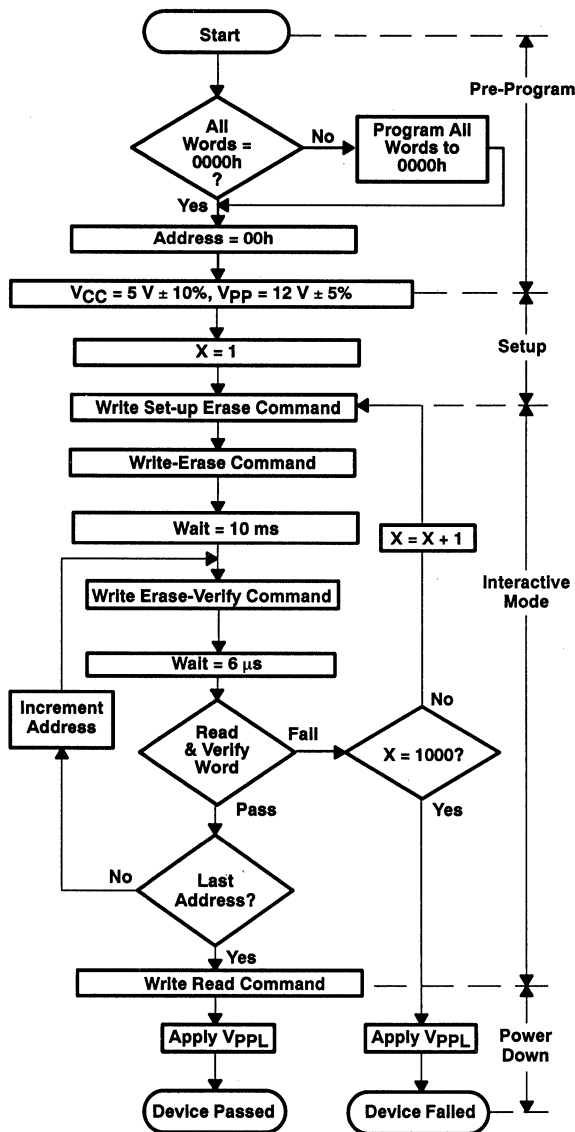 Start
Pre-Program
All
Words =
0000h
?
No
Program All
Words to
0000h
Yes
Address = 00h
VCC = 5 V ± 10%, VPP = 12 V ± 5%
X = 1
Setup
Write Set-up Erase Command
Write-Erase Command
Wait = 10 ms
X = X + 1
Interactive
Mode
Write Erase-Verify Command
Wait = 6 µs
Increment
Address
Read
& Verify
Word
Fail
No
X = 1000?
Pass
Yes
No
Last
Address?
Yes
Write Read Command
Apply VPPL
Apply VPPL
Power
Down
Device Passed
Device Failed